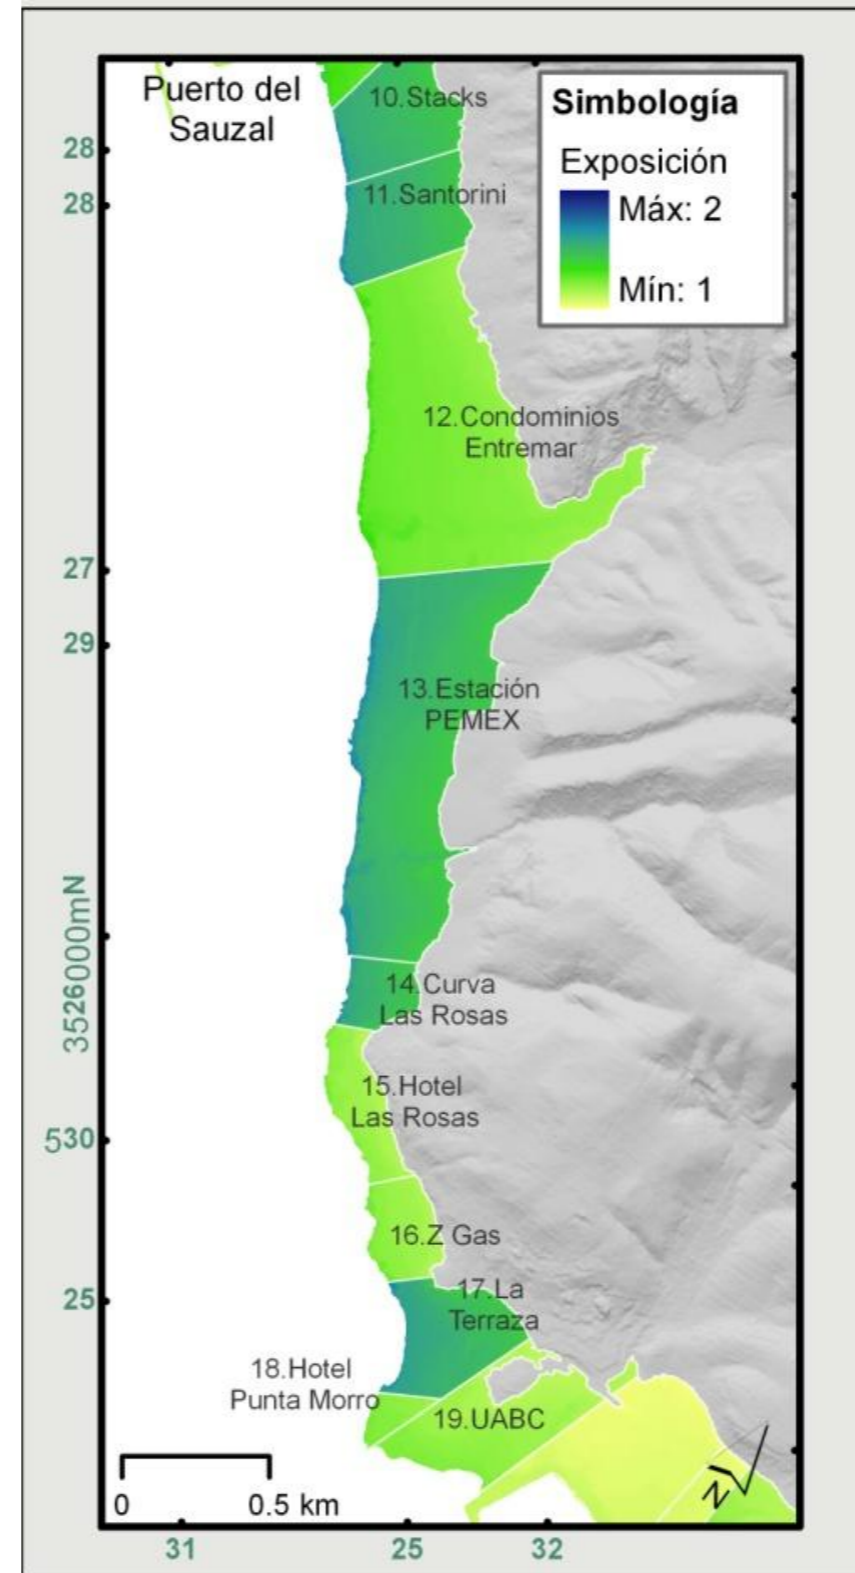 Puerto del
Sauzal
10.Stacks
11.Santorini
12.Condominios
Entremar
13.Estación
PEMEX
14.Curva
Las Rosas
15.Hotel
Las Rosas
16.Z Gas
17.La
Terraza
18.Hotel
Punta Morro
19.UABC
Simbología
Exposición
Máx: 2
Mín: 1
28
28
27
29
3526000mN
530
25
0
0.5 km
N
31
25
32